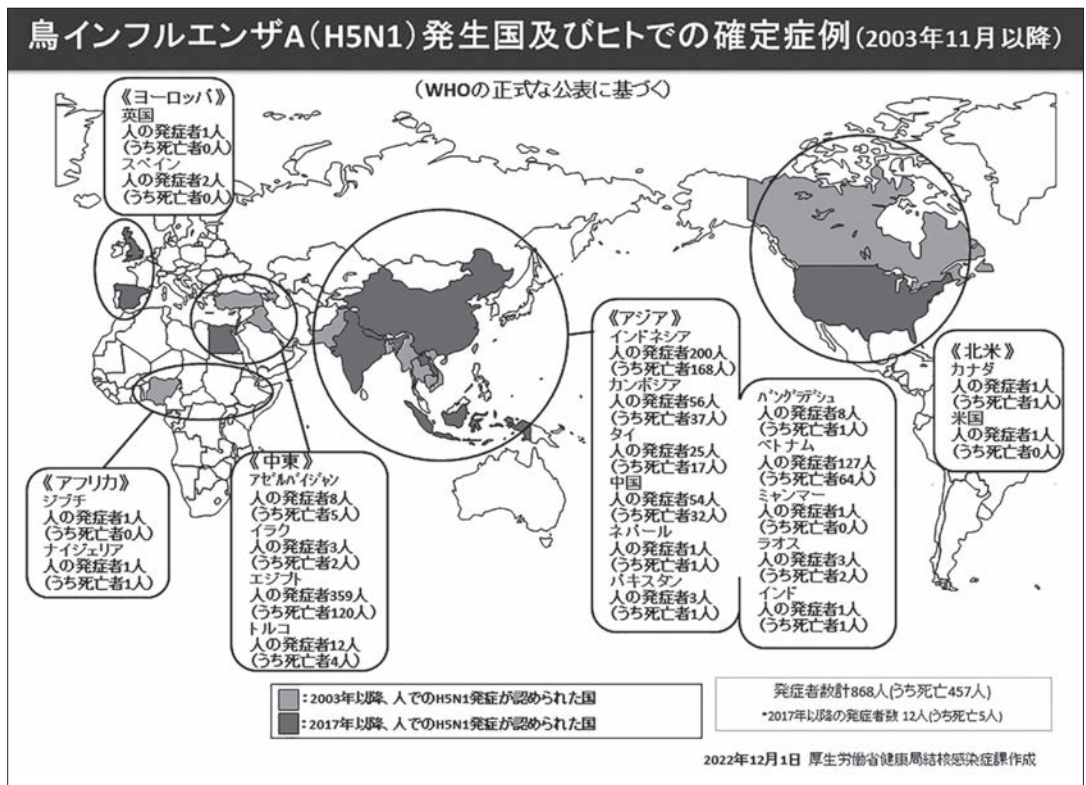 鳥インフルエンザA(H5N1)発生国及びヒトでの確定症例(2003年11月以降)
(WHOの正式な公表に基づく)
《ヨーロッパ》
英国
人の発症者1人
(うち死亡者0人)
スペイン
人の発症者2人
(うち死亡者0人)
《アフリカ》
ジブチ
人の発症者1人
(うち死亡者0人)
ナイジェリア
人の発症者1人
(うち死亡者1人)
《中東》
アゼルバイジャン
人の発症者8人
(うち死亡者5人)
イラク
人の発症者3人
(うち死亡者2人)
エジプト
人の発症者359人
(うち死亡者120人)
トルコ
人の発症者12人
(うち死亡者4人)
《アジア》
インドネシア
人の発症者200人
(うち死亡者168人)
カンボジア
人の発症者56人
(うち死亡者37人)
タイ
人の発症者25人
(うち死亡者17人)
中国
人の発症者54人
(うち死亡者32人)
ネパール
人の発症者1人
(うち死亡者1人)
パキスタン
人の発症者3人
(うち死亡者1人)
バングラデシュ
人の発症者8人
(うち死亡者1人)
ベトナム
人の発症者127人
(うち死亡者64人)
ミャンマー
人の発症者1人
(うち死亡者0人)
ラオス
人の発症者3人
(うち死亡者2人)
インド
人の発症者1人
(うち死亡者1人)
《北米》
カナダ
人の発症者1人
(うち死亡者1人)
米国
人の発症者1人
(うち死亡者0人)
:2003年以降、人でのH5N1発症が認められた国
:2017年以降、人でのH5N1発症が認められた国
発症者数計868人(うち死亡457人)
*2017年以降の発症者数 12人(うち死亡5人)
2022年12月1日 厚生労働省健康局結核感染症課作成